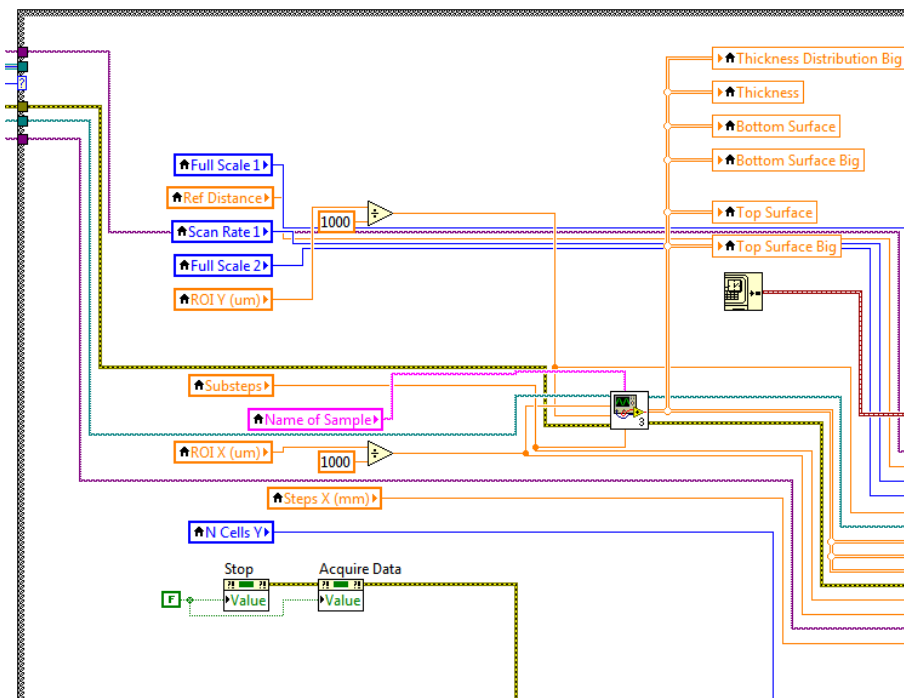 Thickness Distribution Big
Thickness
Bottom Surface
Bottom Surface Big
Top Surface
Top Surface Big
?
Full Scale 1
Ref Distance
1000
Scan Rate 1
Full Scale 2
ROI Y (um)
Substeps
Name of Sample
3
ROI X (um)
1000
Steps X (mm)
N Cells Y
Stop
Acquire Data
?! ?!
?! ?!
F
Value
Value